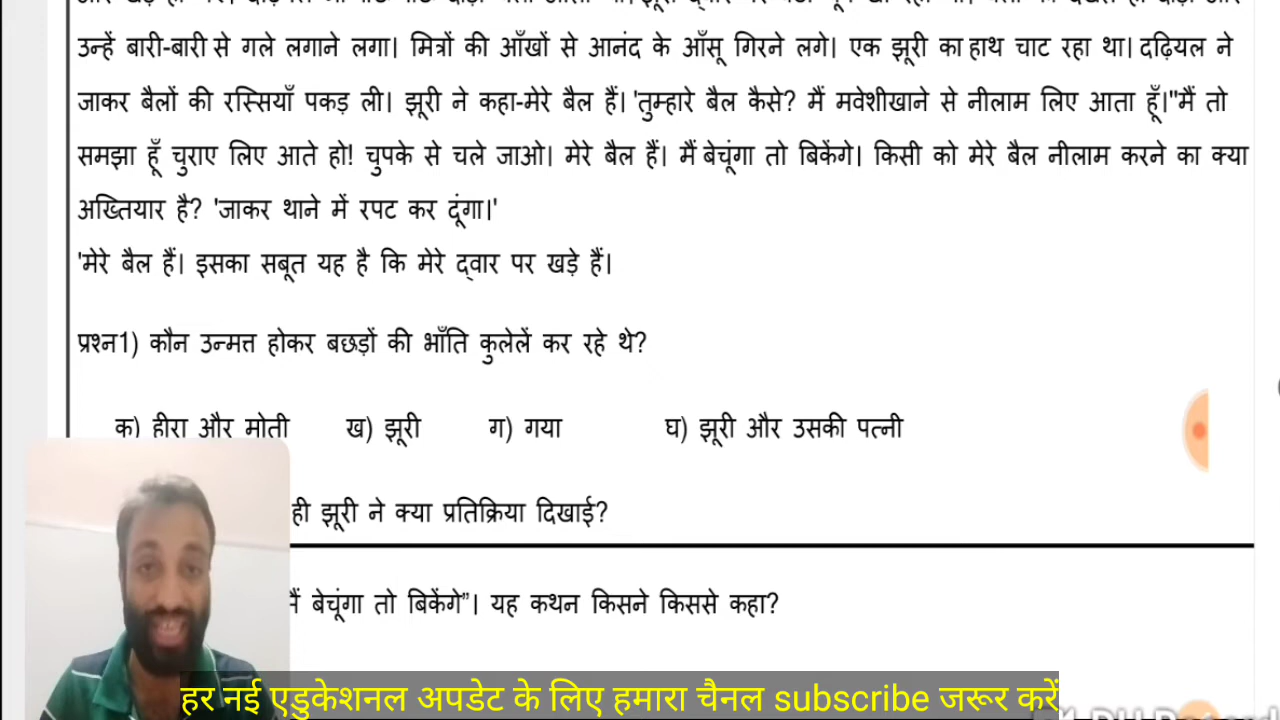 उन्हें बारी-बारी से गले लगाने लगा। मित्रों की आँखों से आनंद के आँसू गिरने लगे। एक झूरी का हाथ चाट रहा था। दढ़ियल ने
जाकर बैलों की रस्सियाँ पकड़ ली। झूरी ने कहा-मेरे बैल हैं। 'तुम्हारे बैल कैसे? मैं मवेशीखाने से नीलाम लिए आता हूँ।"मैं तो
समझा हूँ चुराए लिए आते हो! चुपके से चले जाओ। मेरे बैल हैं। मैं बेचूंगा तो बिकेंगे। किसी को मेरे बैल नीलाम करने का क्या
अख्तियार है? 'जाकर थाने में रपट कर दूंगा।'
'मेरे बैल हैं। इसका सबूत यह है कि मेरे द्वार पर खड़े हैं।
प्रश्न1) कौन उन्मत्त होकर बछड़ों की भाँति कुलेलें कर रहे थे?
क) हीरा और मोती ख) झूरी ग) गया घ) झूरी और उसकी पत्नी
ही झूरी ने क्या प्रतिक्रिया दिखाई?
मैं बेचूंगा तो बिकेंगे”। यह कथन किसने किससे कहा?
हर नई एडुकेशनल अपडेट के लिए हमारा चैनल subscribe जरूर करें